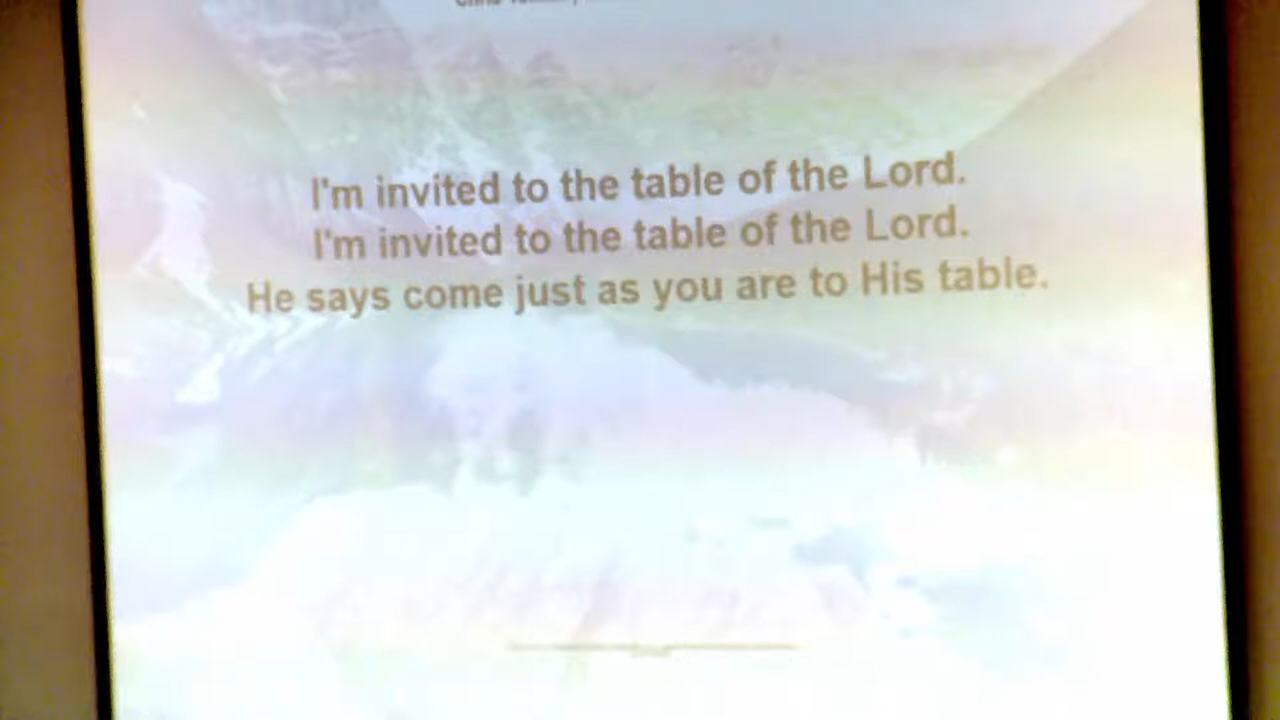 I'm invited to the table of the Lord.
I'm invited to the table of the Lord.
He says come just as you are to His table.